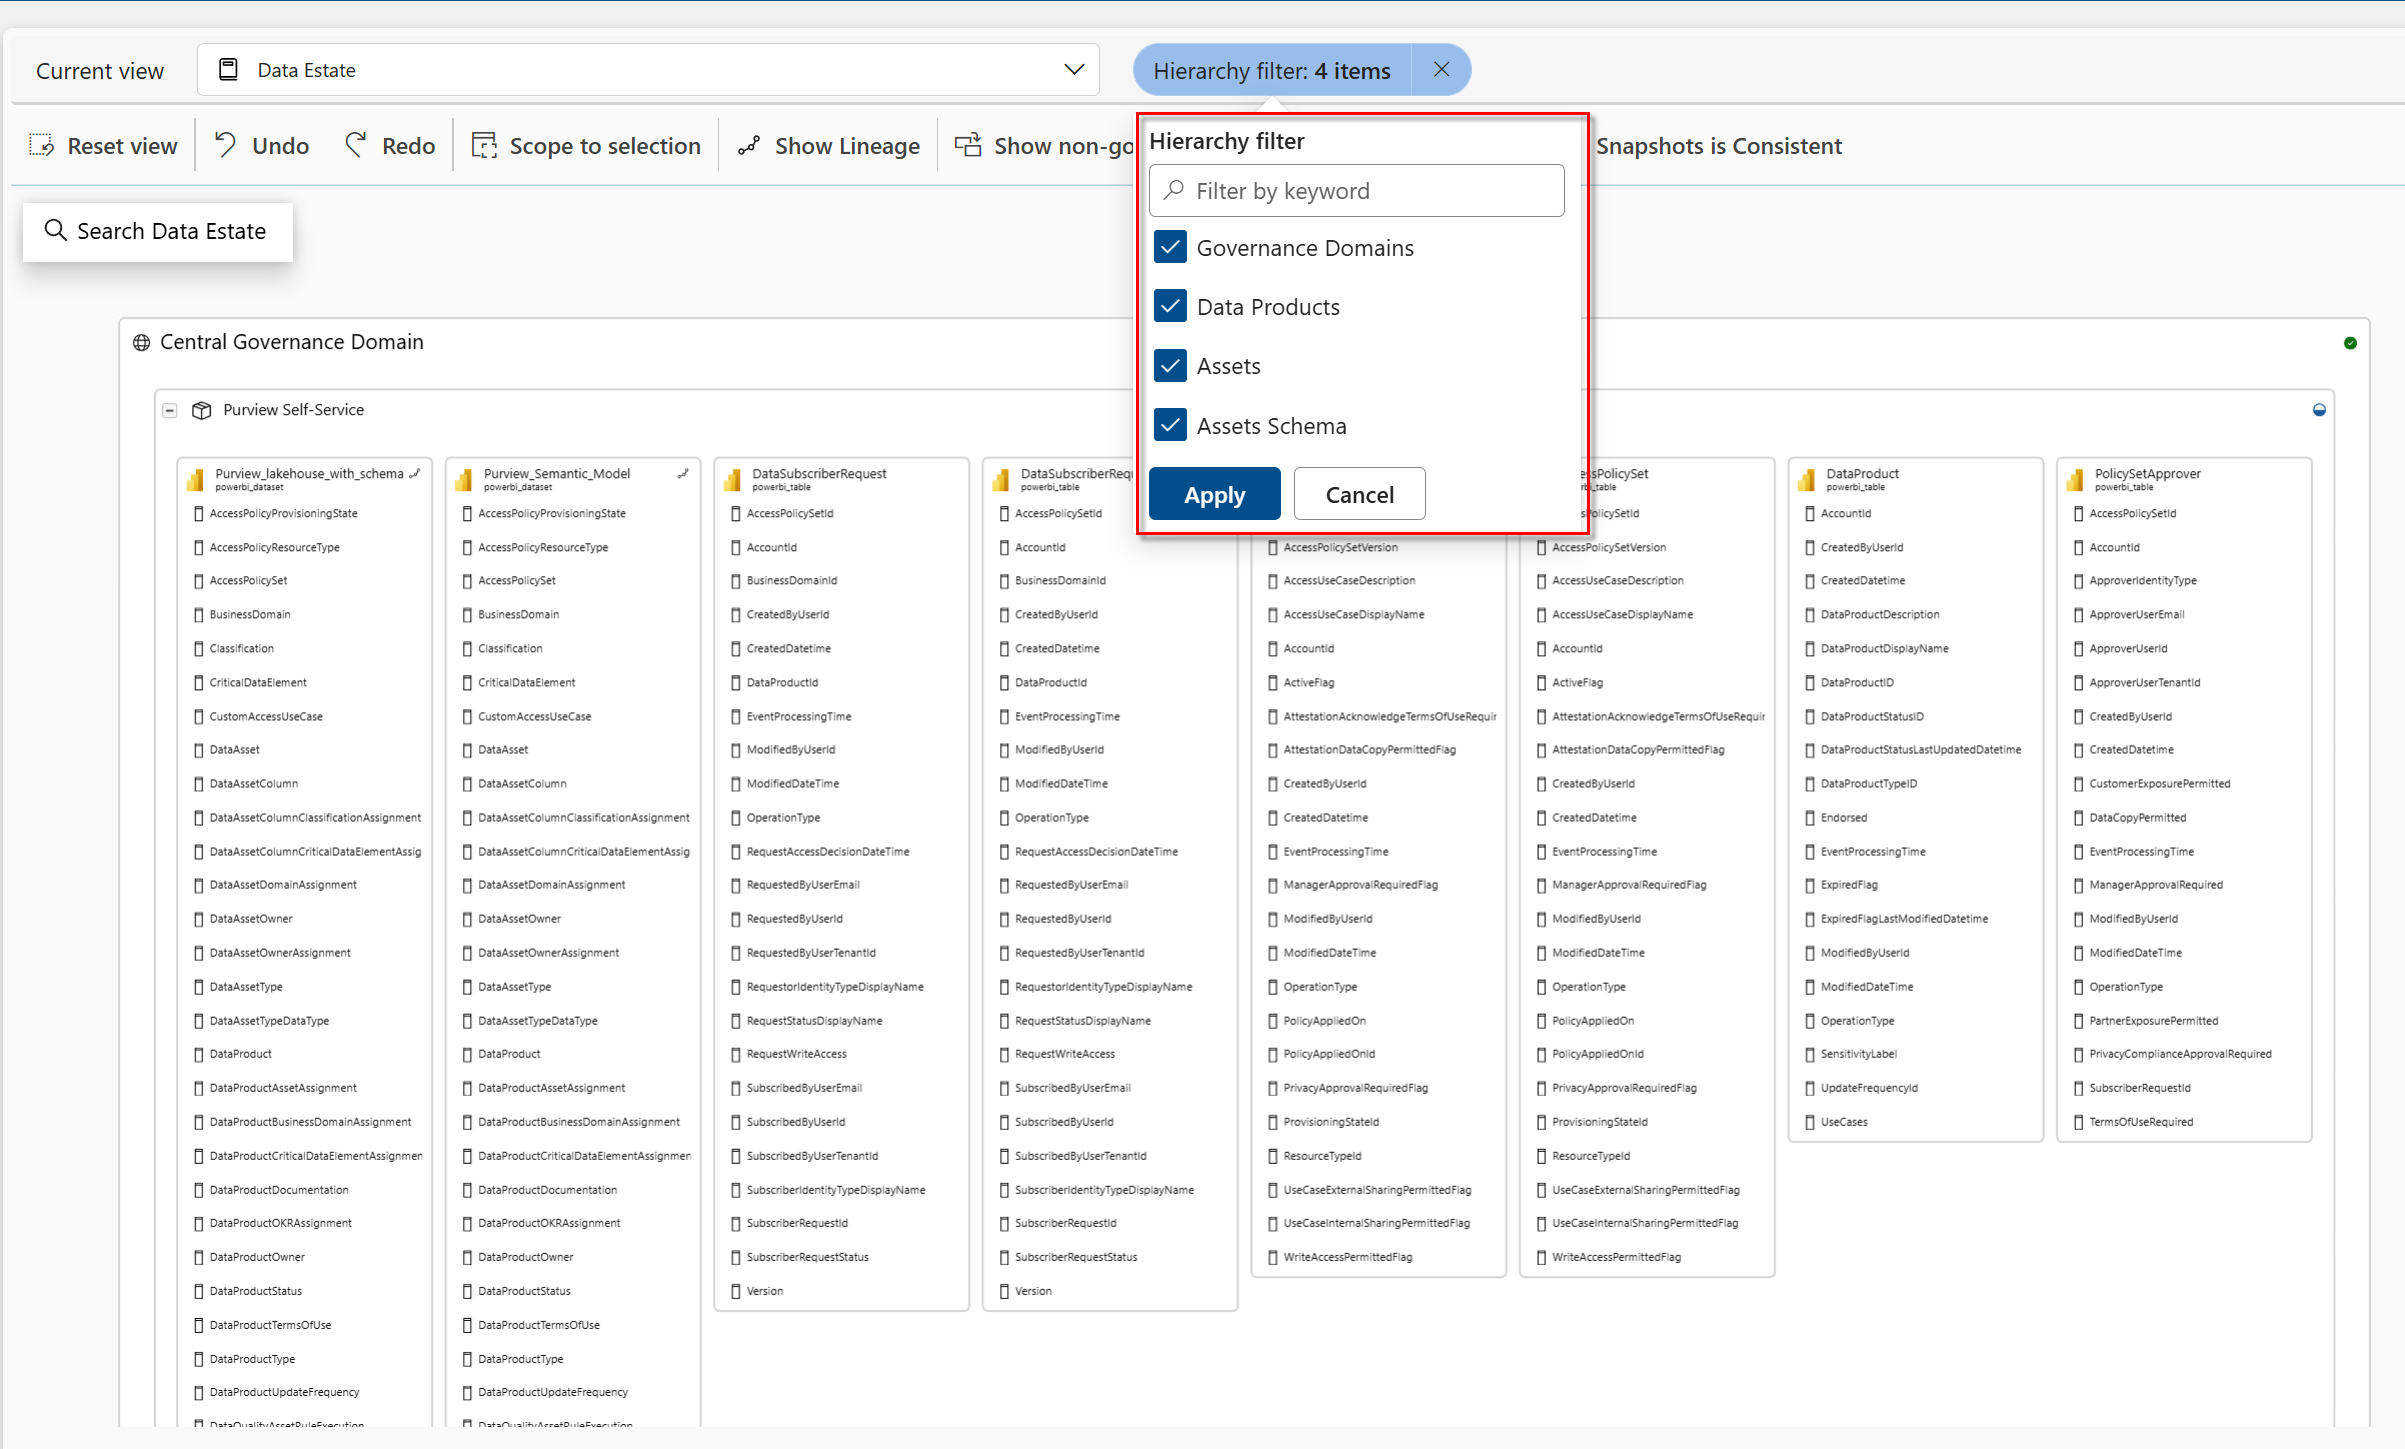 Current view
Data Estate
Hierarchy filter: 4 items
Reset view
Undo
Redo
Scope to selection
Show Lineage
Show non-go
Snapshots is Consistent
Hierarchy filter
Filter by keyword
Governance Domains
Data Products
Assets
Assets Schema
Apply
Cancel
Search Data Estate
Central Governance Domain
Purview Self-Service
Purview_lakehouse_with_schema
powerbi_dataset
AccessPolicyProvisioningState
AccessPolicyResourceType
AccessPolicySet
BusinessDomain
Classification
CriticalDataElement
CustomAccessUseCase
DataAsset
DataAssetColumn
DataAssetColumnClassificationAssignment
DataAssetColumnCriticalDataElementAssig
DataAssetDomainAssignment
DataAssetOwner
DataAssetOwnerAssignment
DataAssetType
DataAssetTypeDataType
DataProduct
DataProductAssetAssignment
DataProductBusinessDomainAssignment
DataProductCriticalDataElementAssignmen
DataProductDocumentation
DataProductOKRAssignment
DataProductOwner
DataProductStatus
DataProductTermsOfUse
DataProductType
DataProductUpdateFrequency
DataQualityAssetRuleExecution
Purview_Semantic_Model
powerbi_dataset
AccessPolicyProvisioningState
AccessPolicyResourceType
AccessPolicySet
BusinessDomain
Classification
CriticalDataElement
CustomAccessUseCase
DataAsset
DataAssetColumn
DataAssetColumnClassificationAssignment
DataAssetColumnCriticalDataElementAssig
DataAssetDomainAssignment
DataAssetOwner
DataAssetOwnerAssignment
DataAssetType
DataAssetTypeDataType
DataProduct
DataProductAssetAssignment
DataProductBusinessDomainAssignment
DataProductCriticalDataElementAssignmen
DataProductDocumentation
DataProductOKRAssignment
DataProductOwner
DataProductStatus
DataProductTermsOfUse
DataProductType
DataProductUpdateFrequency
DataQualityAssetRuleExecution
DataSubscriberRequest
powerbi_table
AccessPolicySetId
AccountId
BusinessDomainId
CreatedByUserId
CreatedDatetime
DataProductId
EventProcessingTime
ModifiedByUserId
ModifiedDateTime
OperationType
RequestAccessDecisionDateTime
RequestedByUserEmail
RequestedByUserId
RequestedByUserTenantId
RequestorIdentityTypeDisplayName
RequestStatusDisplayName
RequestWriteAccess
SubscribedByUserEmail
SubscribedByUserId
SubscribedByUserTenantId
SubscriberIdentityTypeDisplayName
SubscriberRequestId
SubscriberRequestStatus
Version
DataSubscriberRequ
powerbi_table
AccessPolicySetId
AccountId
BusinessDomainId
CreatedByUserId
CreatedDatetime
DataProductId
EventProcessingTime
ModifiedByUserId
ModifiedDateTime
OperationType
RequestAccessDecisionDateTime
RequestedByUserEmail
RequestedByUserId
RequestedByUserTenantId
RequestorIdentityTypeDisplayName
RequestStatusDisplayName
RequestWriteAccess
SubscribedByUserEmail
SubscribedByUserId
SubscribedByUserTenantId
SubscriberIdentityTypeDisplayName
SubscriberRequestId
SubscriberRequestStatus
Version
AccessPolicySetVersion
AccessUseCaseDescription
AccessUseCaseDisplayName
AccountId
ActiveFlag
AttestationAcknowledgeTermsOfUseRequir
AttestationDataCopyPermittedFlag
CreatedByUserId
CreatedDatetime
EventProcessingTime
ManagerApprovalRequiredFlag
ModifiedByUserId
ModifiedDateTime
OperationType
PolicyAppliedOn
PolicyAppliedOnId
PrivacyApprovalRequiredFlag
ProvisioningStateId
ResourceTypeId
UseCaseExternalSharingPermittedFlag
UseCaseInternalSharingPermittedFlag
WriteAccessPermittedFlag
ssPolicySet
bi_table
PolicySetId
AccessPolicySetVersion
AccessUseCaseDescription
AccessUseCaseDisplayName
AccountId
ActiveFlag
AttestationAcknowledgeTermsOfUseRequir
AttestationDataCopyPermittedFlag
CreatedByUserId
CreatedDatetime
EventProcessingTime
ManagerApprovalRequiredFlag
ModifiedByUserId
ModifiedDateTime
OperationType
PolicyAppliedOn
PolicyAppliedOnId
PrivacyApprovalRequiredFlag
ProvisioningStateId
ResourceTypeId
UseCaseExternalSharingPermittedFlag
UseCaseInternalSharingPermittedFlag
WriteAccessPermittedFlag
DataProduct
powerbi_table
AccountId
CreatedByUserId
CreatedDatetime
DataProductDescription
DataProductDisplayName
DataProductID
DataProductStatusID
DataProductStatusLastUpdatedDatetime
DataProductTypeID
Endorsed
EventProcessingTime
ExpiredFlag
ExpiredFlagLastModifiedDatetime
ModifiedByUserId
ModifiedDateTime
OperationType
SensitivityLabel
UpdateFrequencyId
UseCases
PolicySetApprover
powerbi_table
AccessPolicySetId
AccountId
ApproverIdentityType
ApproverUserEmail
ApproverUserId
ApproverUserTenantId
CreatedByUserId
CreatedDatetime
CustomerExposurePermitted
DataCopyPermitted
EventProcessingTime
ManagerApprovalRequired
ModifiedByUserId
ModifiedDateTime
OperationType
PartnerExposurePermitted
PrivacyComplianceApprovalRequired
SubscriberRequestId
TermsOfUseRequired